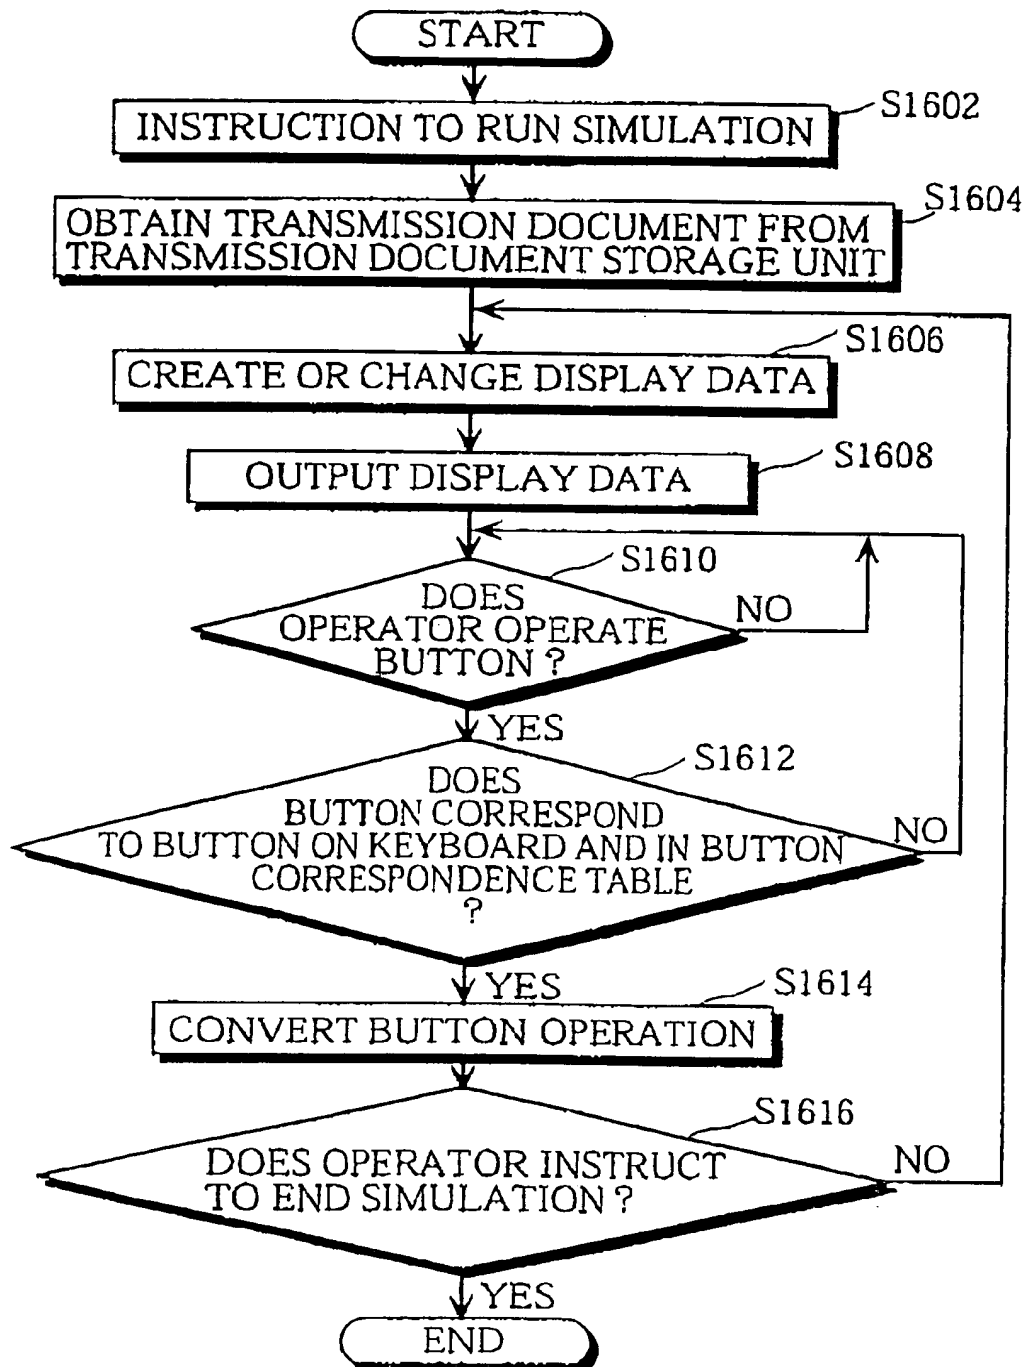 START
S1602
INSTRUCTION TO RUN SIMULATION
S1604
OBTAIN TRANSMISSION DOCUMENT FROM
TRANSMISSION DOCUMENT STORAGE UNIT
S1606
CREATE OR CHANGE DISPLAY DATA
S1608
OUTPUT DISPLAY DATA
S1610
DOES
OPERATOR OPERATE
BUTTON ?
NO
YES
S1612
DOES
BUTTON CORRESPOND
TO BUTTON ON KEYBOARD AND IN BUTTON
CORRESPONDENCE TABLE
?
NO
YES
S1614
CONVERT BUTTON OPERATION
S1616
DOES OPERATOR INSTRUCT
TO END SIMULATION ?
NO
YES
END